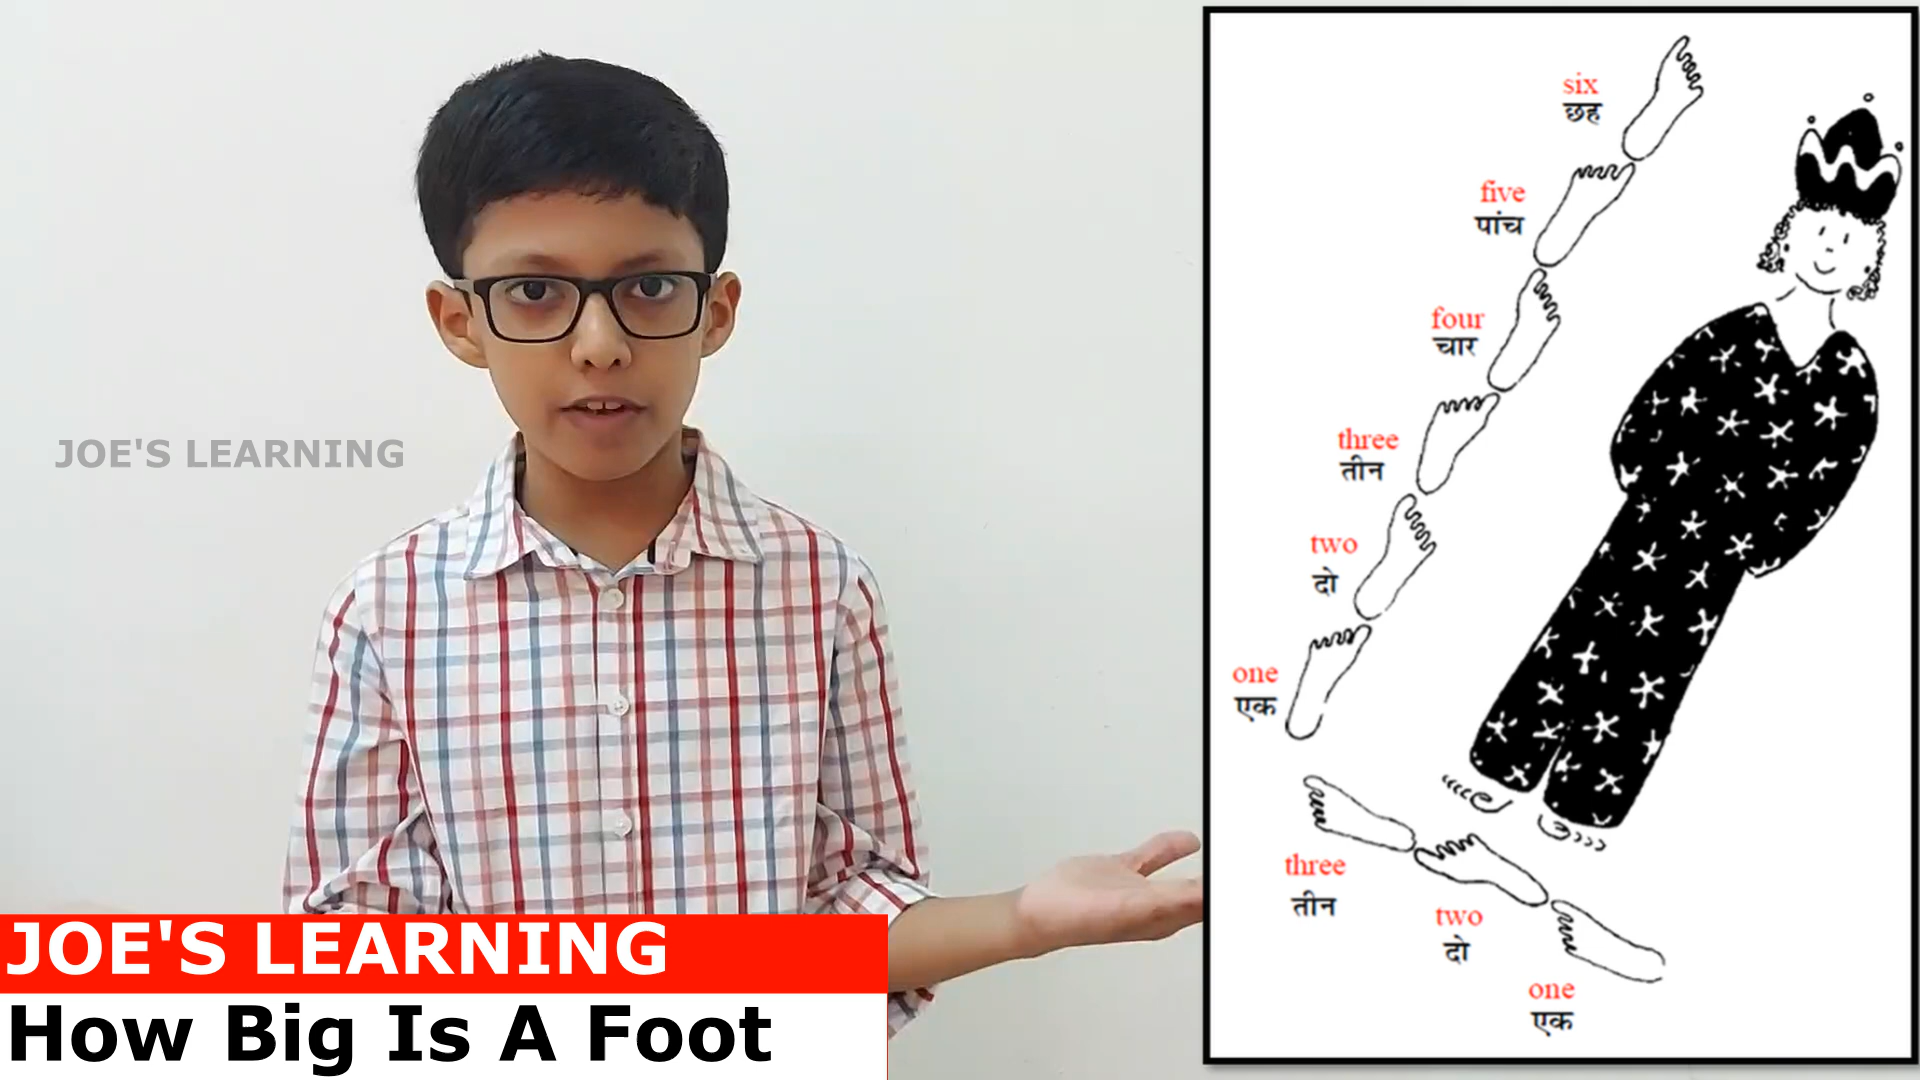 JOE'S LEARNING
JOE'S LEARNING
How Big Is A Foot
six
छह
five
पांच
four
चार
three
तीन
two
दो
one
एक
three
तीन
two
दो
one
एक